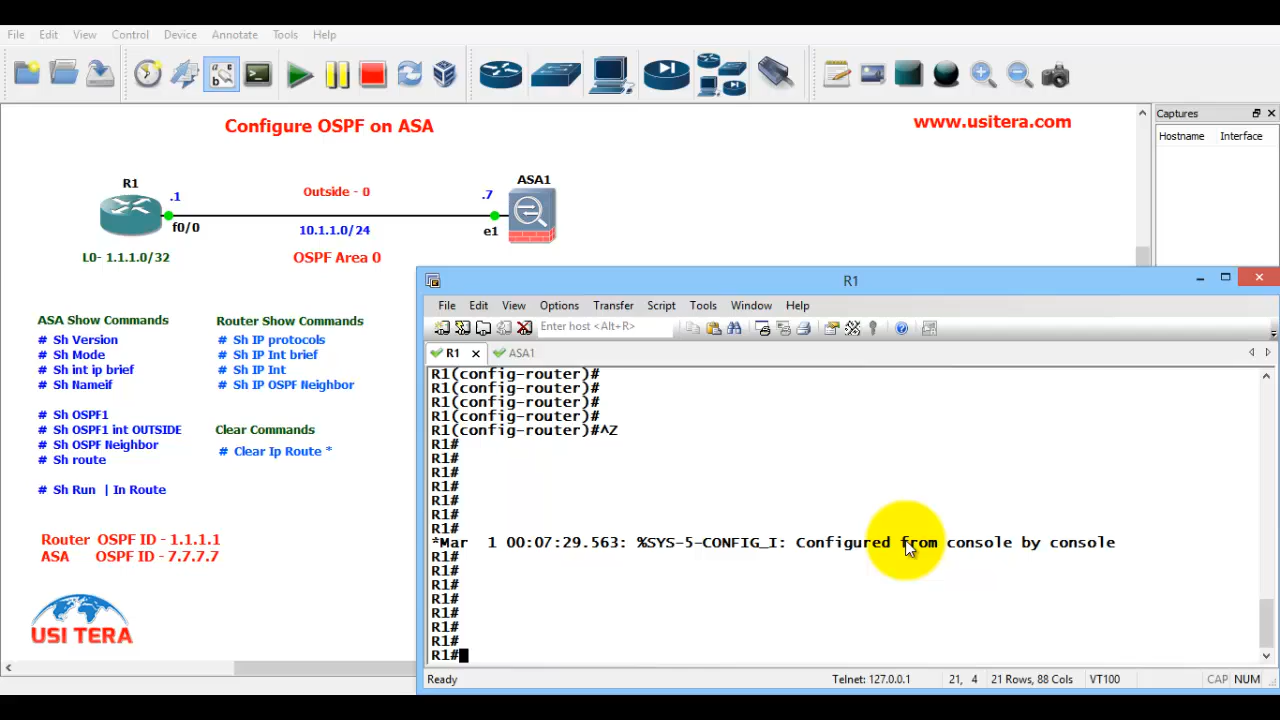 File Edit View Control Device Annotate Tools Help
Configure OSPF on ASA
www.usitera.com
Captures
Hostname Interface
R1
.1
f0/0
L0- 1.1.1.0/32
Outside - 0
10.1.1.0/24
OSPF Area 0
ASA1
.7
e1
ASA Show Commands
# Sh Version
# Sh Mode
# Sh int ip brief
# Sh Nameif
# Sh OSPF1
# Sh OSPF1 int OUTSIDE
# Sh OSPF Neighbor
# Sh route
# Sh Run | In Route
Router Show Commands
# Sh IP protocols
# Sh IP Int brief
# Sh IP Int
# Sh IP OSPF Neighbor
Clear Commands
# Clear Ip Route *
Router OSPF ID - 1.1.1.1
ASA OSPF ID - 7.7.7.7
USI TERA
R1
File Edit View Options Transfer Script Tools Window Help
Enter host <Alt+R>
R1 ASA1
R1(config-router)#
R1(config-router)#
R1(config-router)#
R1(config-router)#
R1(config-router)#^Z
R1#
R1#
R1#
R1#
R1#
R1#
R1#
*Mar 1 00:07:29.563: %SYS-5-CONFIG_I: Configured from console by console
R1#
R1#
R1#
R1#
R1#
R1#
R1#
R1#
Ready Telnet: 127.0.0.1 21, 4 21 Rows, 88 Cols VT100 CAP NUM